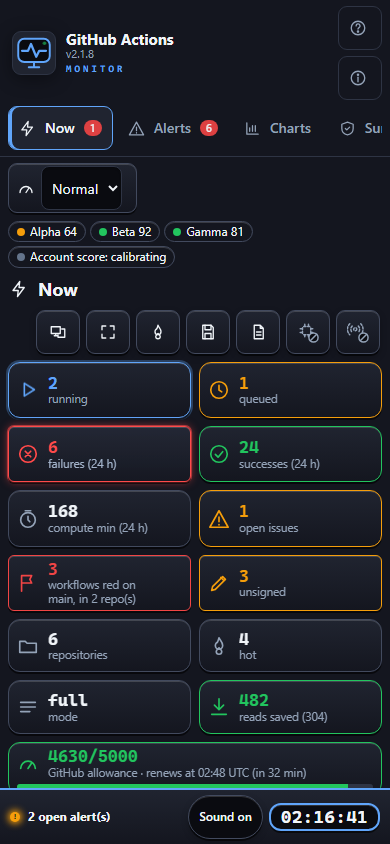 GitHub Actions
v2.1.8
MONITOR
Now 1
Alerts 6
Charts
Su
Normal
Alpha 64
Beta 92
Gamma 81
Account score: calibrating
Now
2
running
1
queued
6
failures (24 h)
24
successes (24 h)
168
compute min (24 h)
1
open issues
3
workflows red on
main, in 2 repo(s)
3
unsigned
6
repositories
4
hot
full
mode
482
reads saved (304)
4630/5000
GitHub allowance · renews at 02:48 UTC (in 32 min)
2 open alert(s)
Sound on
02:16:41